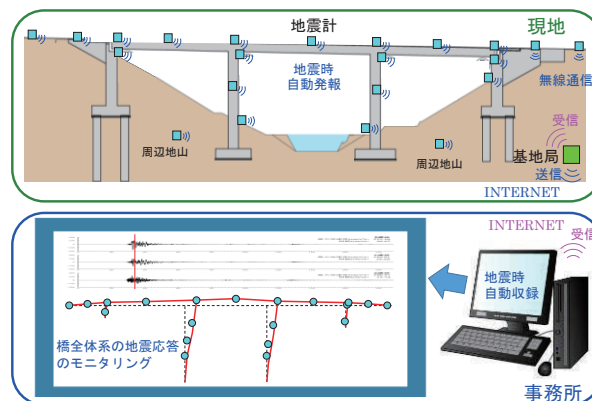 地震計
現地
地震時
自動発報
無線通信
受信
周辺地山
周辺地山
基地局
送信
INTERNET
INTERNET
受信
地震時
自動収録
橋全体系の地震応答
のモニタリング
事務所